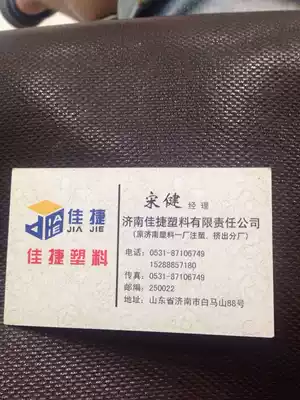 佳捷
JIA JIE
佳捷塑料
宋健 经理
济南佳捷塑料有限责任公司
(原济南塑料一厂注塑、挤出分厂)
电话:0531-87106749
15288857180
传真:0531-87106749
邮编:250022
地址:山东省济南市白马山路88号